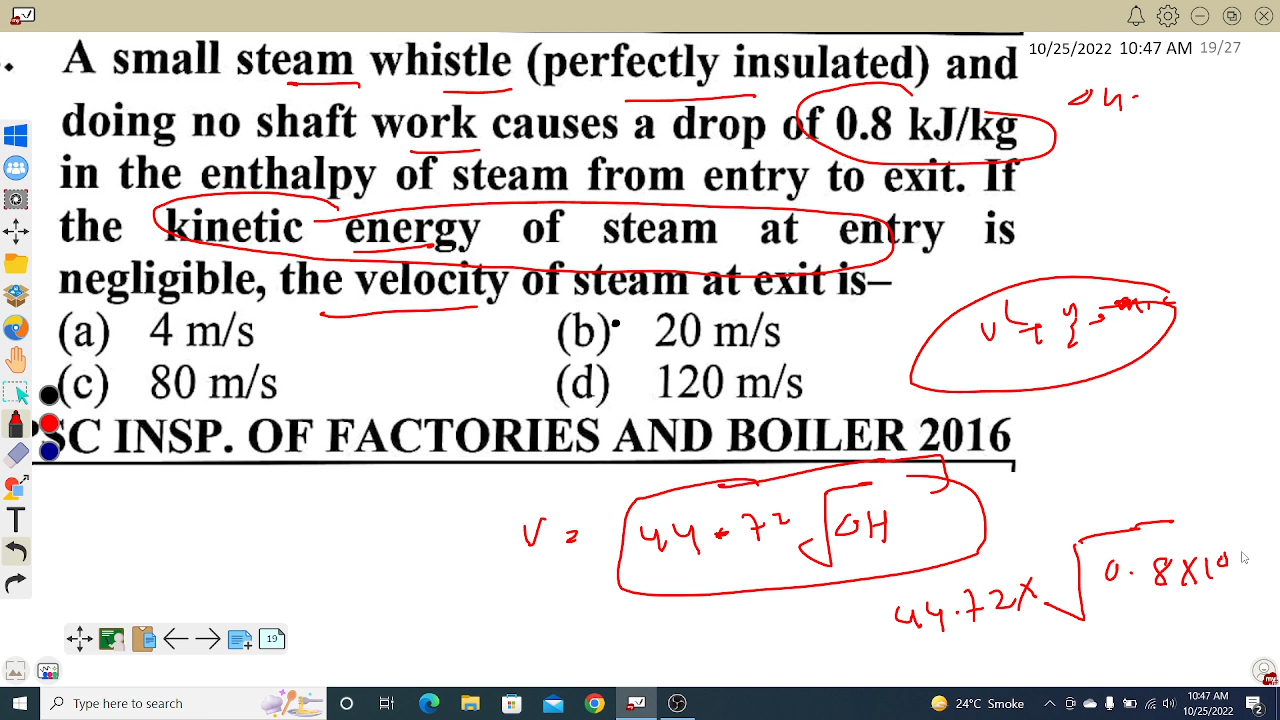 10/25/2022 10:47 AM 19/27
A small steam whistle (perfectly insulated) and
doing no shaft work causes a drop of 0.8 kJ/kg
in the enthalpy of steam from entry to exit. If
the kinetic energy of steam at entry is
negligible, the velocity of steam at exit is–
(a) 4 m/s (b) 20 m/s
(c) 80 m/s (d) 120 m/s
PSC INSP. OF FACTORIES AND BOILER 2016
V = 44.72 √ΔH
44.72 × √0.8×10
T
19
Type here to search
24°C Smoke
10:47 AM
10/25/2022